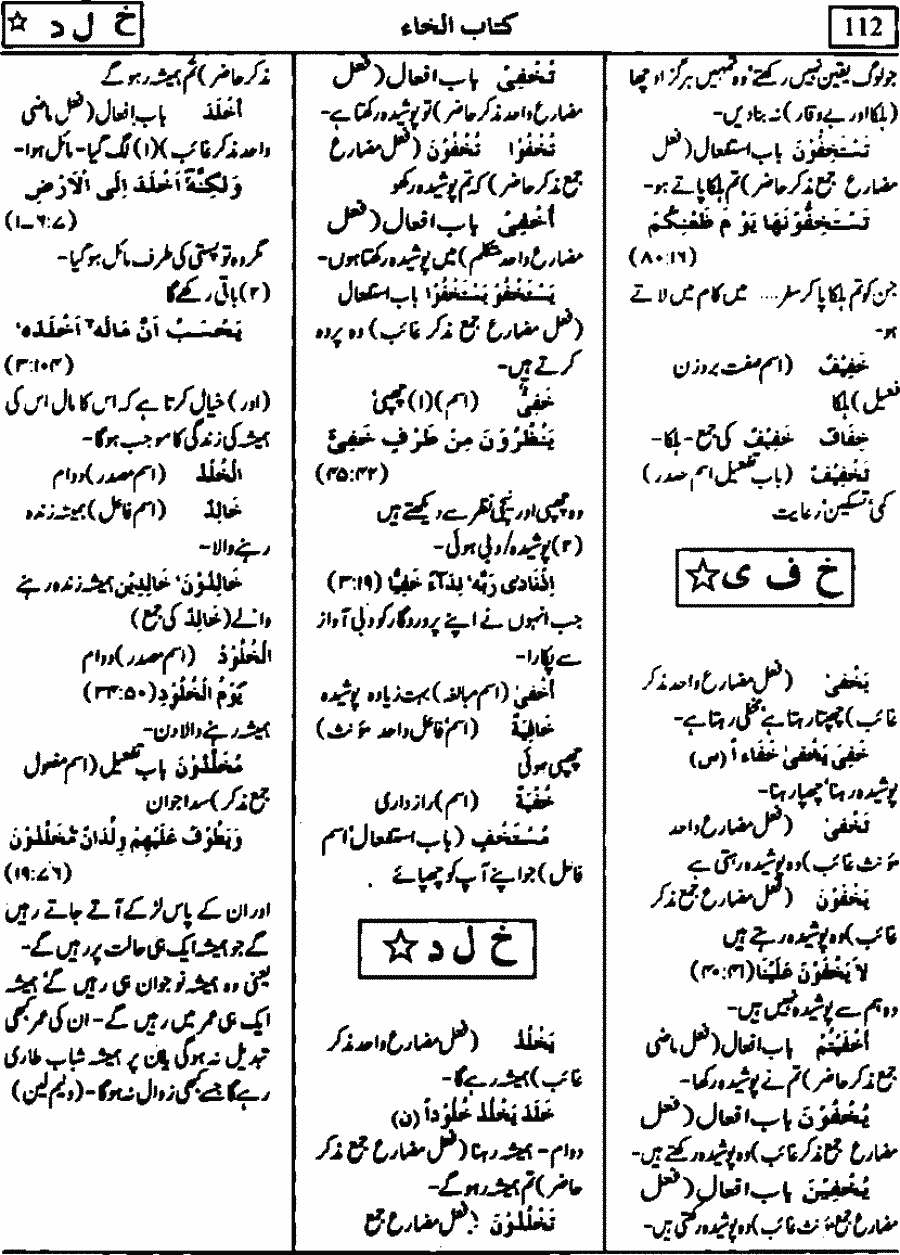 112
کتاب الخاء
خ ل د ☆
جولوگ یقین نہیں رکھتے‘ وہ تمہیں ہرگز اوچھا
(ہلکا اور بے وقار) نہ بنادیں۔
تَسْتَخِفُّوْنَ باب استفعال (فعل
مضارع جمع مذکر حاضر) تم ہلکا پاتے ہو۔
تَسْتَخِفُّوْنَهَا يَوْمَ ظَعْنِكُمْ
(۸۰:۱۶)
جن کو تم ہلکا پا کر سفر.... میں کام میں لاتے
ہو۔
خَفِيْفٌ (اسم صفت بروزن
فعیل) ہلکا
خِفَافٌ خَفِيْفٌ کی جمع۔ ہلکا۔
تَخْفِيْفٌ (باب تفعیل اسم مصدر)
کمی‘ تسکین‘ رعایت
خ ف ی ☆
يَخْفىٰ (فعل مضارع واحد مذکر
غائب) چھپتا رہتا ہے‘ مخفی رہتا ہے۔
خَفِىَ يَخْفىٰ خَفَاءً (س)
پوشیدہ رہنا‘ چھپا رہنا۔
تَخْفىٰ (فعل مضارع واحد
مؤنث غائب) وہ پوشیدہ رہتی ہے
يَخْفَوْنَ (فعل مضارع جمع مذکر
غائب) وہ پوشیدہ رہتے ہیں
لَا يَخْفَوْنَ عَلَيْنَا (۴۰:۴۱)
وہ ہم سے پوشیدہ نہیں ہیں۔
اَخْفَيْتُمْ باب افعال (فعل ماضی
جمع مذکر حاضر) تم نے پوشیدہ رکھا۔
يُخْفُوْنَ باب افعال (فعل
مضارع جمع مذکر غائب) وہ پوشیدہ رکھتے ہیں۔
يُخْفِيْنَ باب افعال (فعل
مضارع جمع مؤنث غائب) وہ پوشیدہ رکھتی ہیں۔
تُخْفِىْ باب افعال (فعل
مضارع واحد مذکر حاضر) تو پوشیدہ رکھتا ہے۔
تُخْفُوْا تُخْفُوْنَ (فعل مضارع
جمع مذکر حاضر) کہ تم پوشیدہ رکھو
اُخْفِىْ باب افعال (فعل
مضارع واحد متکلم) میں پوشیدہ رکھتا ہوں۔
يَسْتَخْفُوْ يَسْتَخْفُوْا باب استفعال
(فعل مضارع جمع مذکر غائب) وہ پردہ
کرتے ہیں۔
خَفِىٌّ (اسم) (۱) چھپی
يَنْظُرُوْنَ مِنْ طَرْفٍ خَفِىٍّ
(۴۵:۴۲)
وہ چھپی اور نیچی نظر سے دیکھتے ہیں
(۲) پوشیدہ/ دبی ہوئی۔
اِذْنَادٰى رَبَّهٗ نِدَآءً خَفِيًّا (۳:۱۹)
جب انہوں نے اپنے پروردگار کو دبی آواز
سے پکارا۔
اَخْفىٰ (اسم مبالغہ) بہت زیادہ پوشیدہ
خَافِيَةٌ (اسم فاعل واحد مؤنث)
چھپی ہوئی
خُفْيَةً (اسم) رازداری
مُسْتَخْفٍ (باب استفعال‘ اسم
فاعل) جو اپنے آپ کو چھپائے
خ ل د ☆
يَخْلُدْ (فعل مضارع واحد مذکر
غائب) ہمیشہ رہے گا۔
خَلَدَ يَخْلُدُ خُلُوْداً (ن)
دوام۔ ہمیشہ رہنا (فعل مضارع جمع مذکر
حاضر) تم ہمیشہ رہو گے۔
تَخْلُدُوْنَ (فعل مضارع جمع
مذکر حاضر) تم ہمیشہ رہو گے
اَخْلَدَ باب افعال (فعل ماضی
واحد مذکر غائب) (۱) لگ گیا۔ مائل ہوا۔
وَلٰكِنَّهٗٓ اَخْلَدَ اِلَى الْاَرْضِ
(۱_۷:۶)
مگر وہ تو پستی کی طرف مائل ہوگیا۔
(۲) باقی رکھے گا
يَحْسَبُ اَنَّ مَالَهٗٓ اَخْلَدَهٗ
(۳:۱۰۴)
(اور) خیال کرتا ہے کہ اس کا مال اس کی
ہمیشہ کی زندگی کا موجب ہوگا۔
الْخُلْدُ (اسم مصدر) دوام
خَالِدٌ (اسم فاعل) ہمیشہ زندہ
رہنے والا۔
خَالِدُوْنَ‘ خَالِدِيْن ہمیشہ زندہ رہنے
والے (خَالِدٌ کی جمع)
الْخُلُوْدُ (اسم مصدر) دوام
يَوْمُ الْخُلُوْدِ (۳۴:۵۰)
ہمیشہ رہنے والا دن۔
مُخَلَّدُوْنَ باب تفعیل (اسم مفعول
جمع مذکر) سدا جوان
وَيَطُوْفُ عَلَيْهِمْ وِلْدَانٌ مُّخَلَّدُوْنَ
(۱۹:۷۶)
اور ان کے پاس لڑکے آتے جاتے رہیں
گے جو ہمیشہ ایک ہی حالت پر رہیں گے۔
یعنی وہ ہمیشہ نوجوان ہی رہیں گے‘ ہمیشہ
ایک ہی عمر میں رہیں گے۔ ان کی عمر کبھی
تبدیل نہ ہوگی یا ان پر ہمیشہ شباب طاری
رہے گا جسے کبھی زوال نہ ہوگا۔ (ولیم لین)